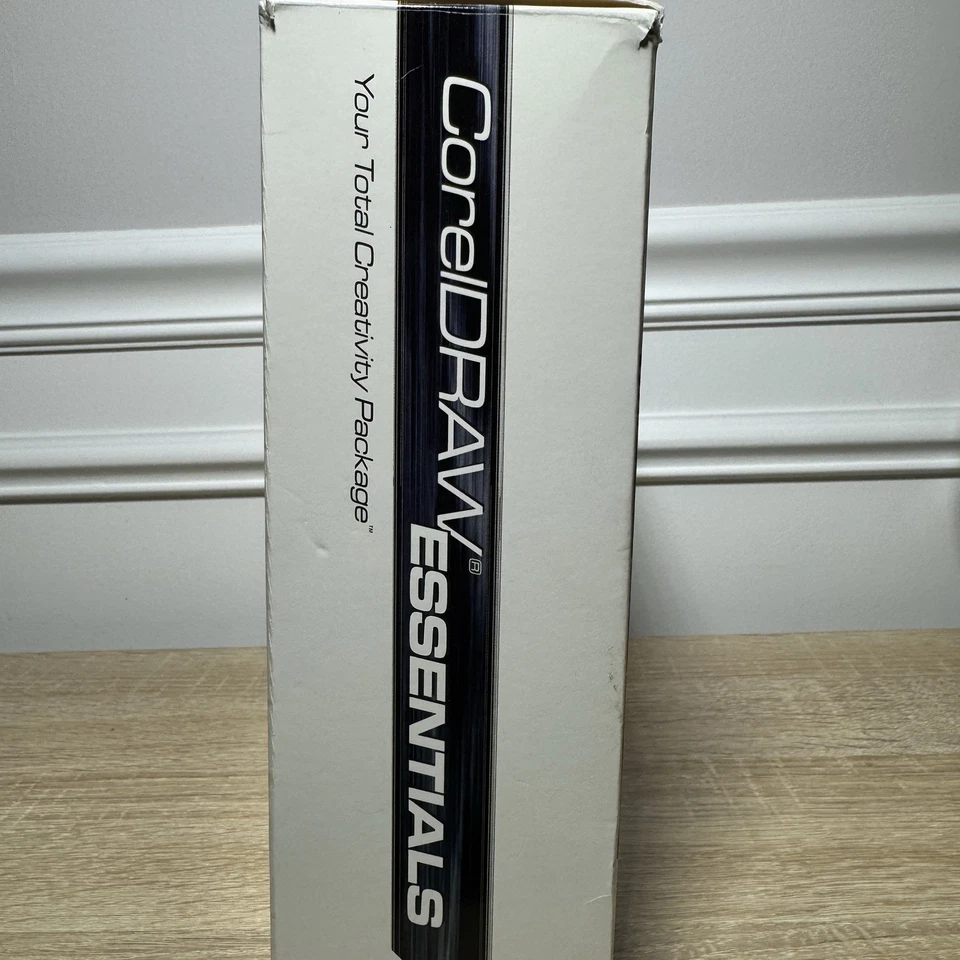 CorelDRAW®
ESSENTIALS
Your Total Creativity Package™